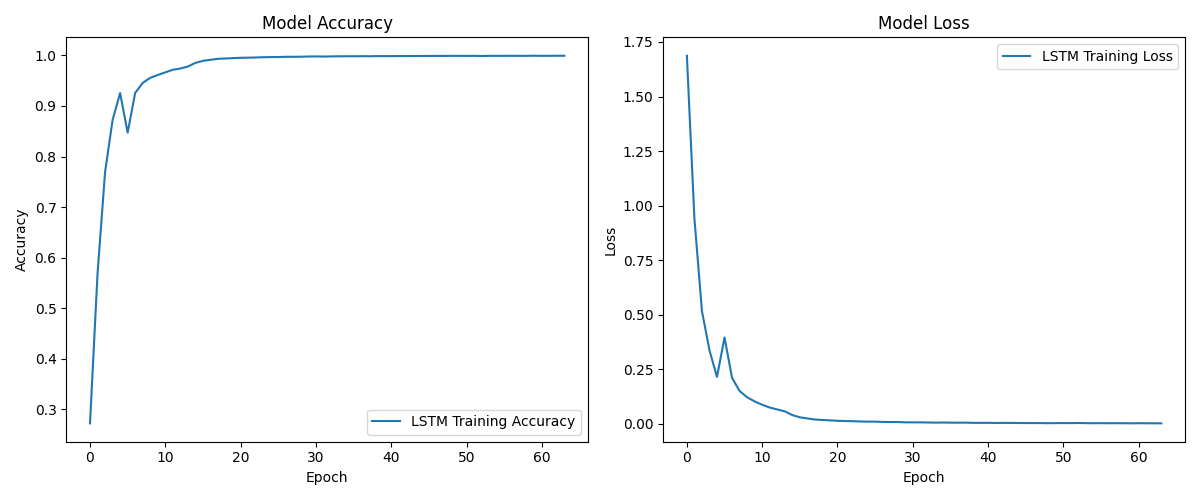 Model Accuracy
1.0
0.9
0.8
0.7
0.6
0.5
0.4
0.3
Accuracy
LSTM Training Accuracy
0 10 20 30 40 50 60
Epoch
Model Loss
1.75
1.50
1.25
1.00
0.75
0.50
0.25
0.00
Loss
LSTM Training Loss
0 10 20 30 40 50 60
Epoch